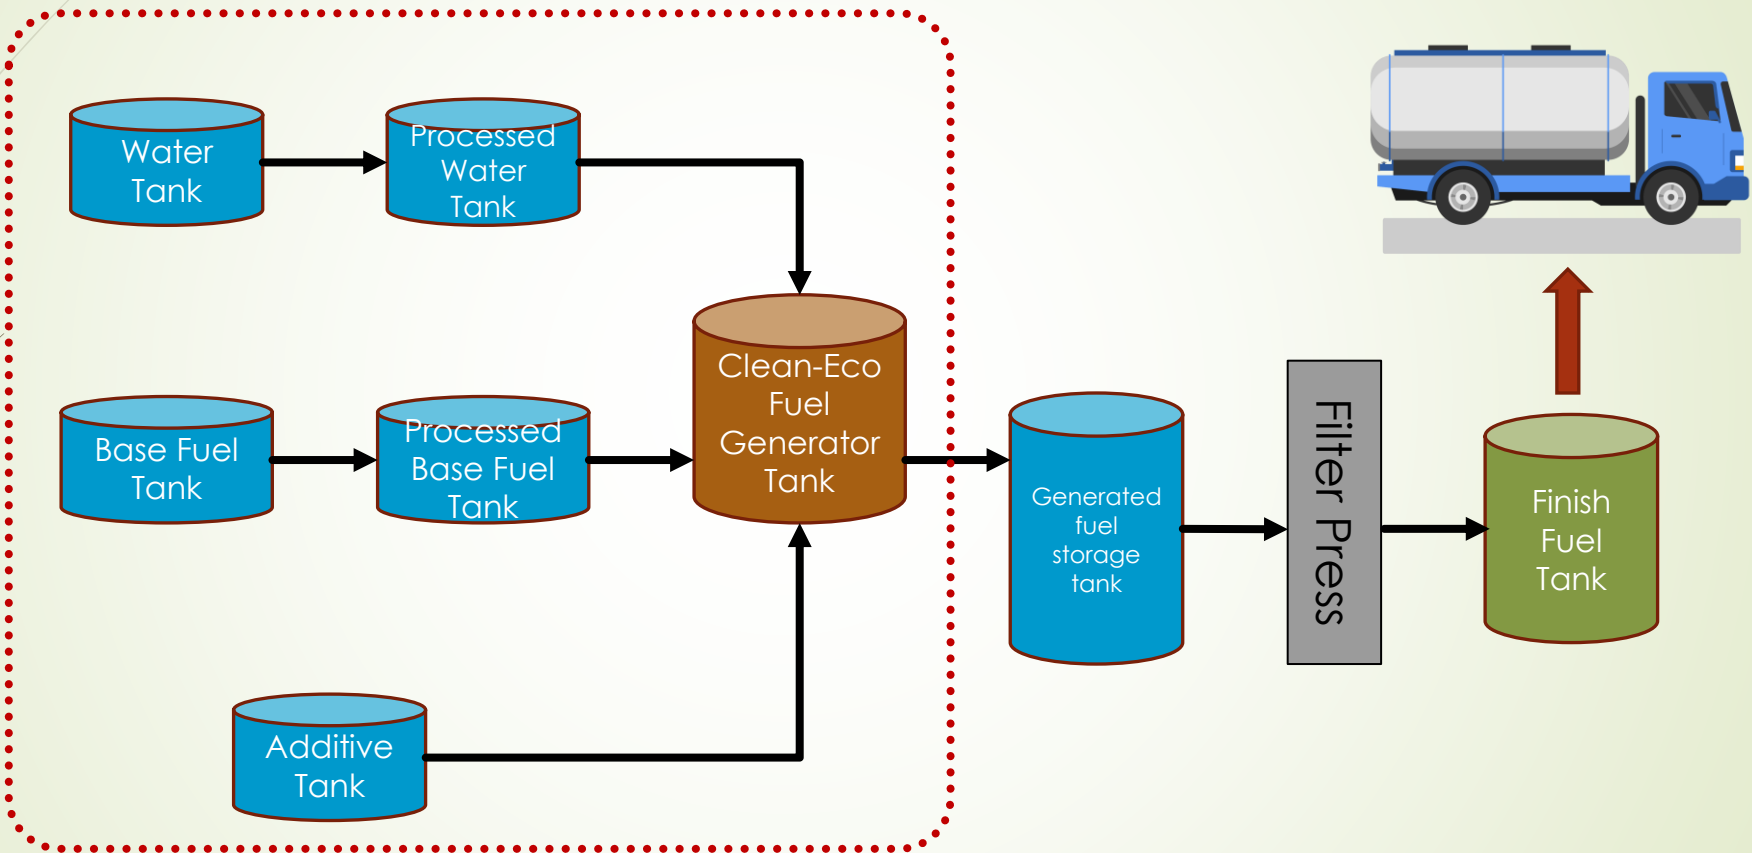 Water
Tank
Processed
Water
Tank
Base Fuel
Tank
Processed
Base Fuel
Tank
Additive
Tank
Clean-Eco
Fuel
Generator
Tank
Generated
fuel
storage
tank
Filter Press
Finish
Fuel
Tank